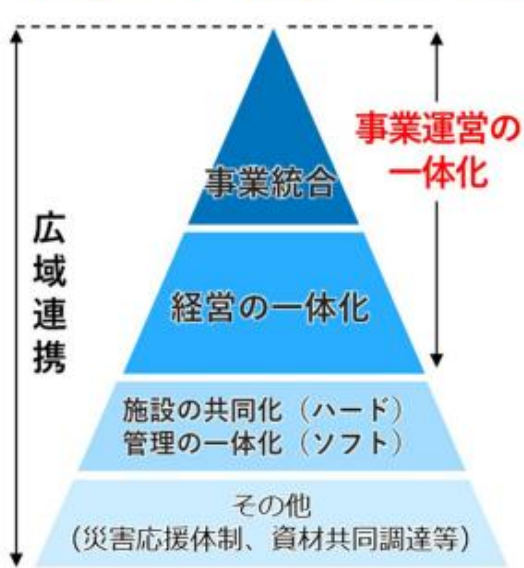 事業運営の
一体化
事業統合
広域連携
経営の一体化
施設の共同化（ハード）
管理の一体化（ソフト）
その他
（災害応援体制、資材共同調達等）